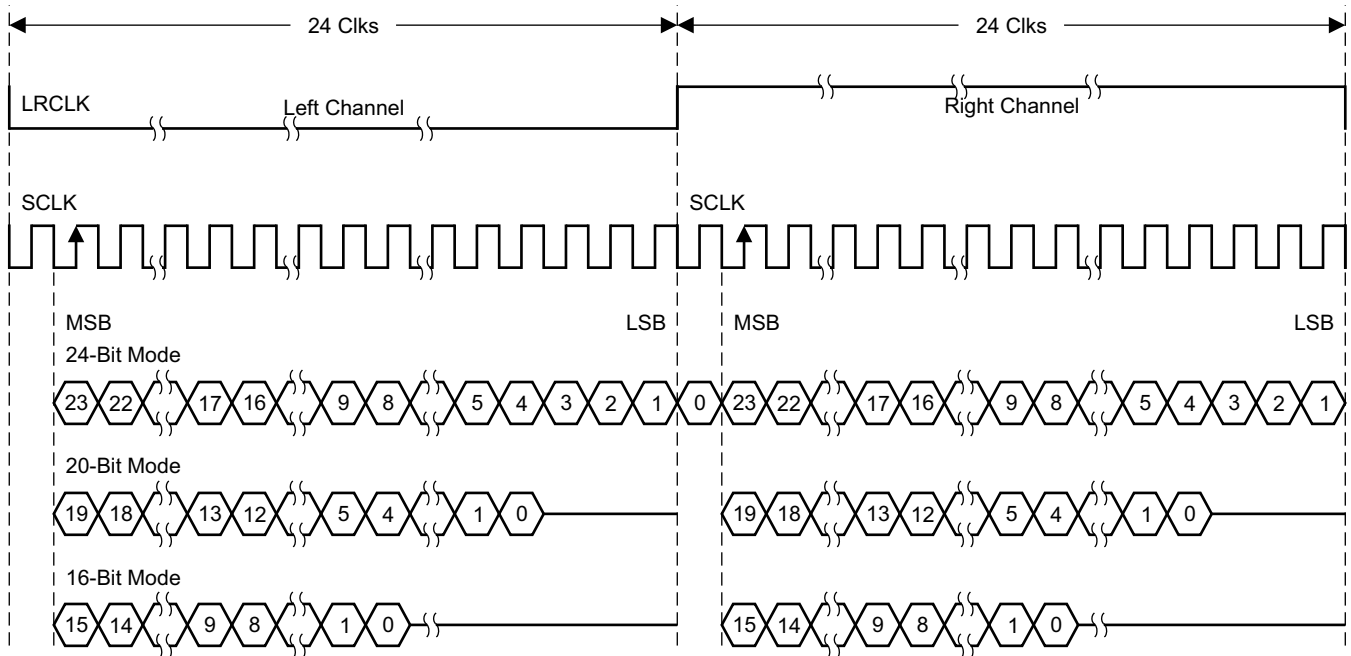 24 Clks 24 Clks
LRCLK Left Channel Right Channel
SCLK SCLK
MSB LSB MSB LSB
24-Bit Mode
23 22 17 16 9 8 5 4 3 2 1 0 23 22 17 16 9 8 5 4 3 2 1
20-Bit Mode
19 18 13 12 5 4 1 0 19 18 13 12 5 4 1 0
16-Bit Mode
15 14 9 8 1 0 15 14 9 8 1 0